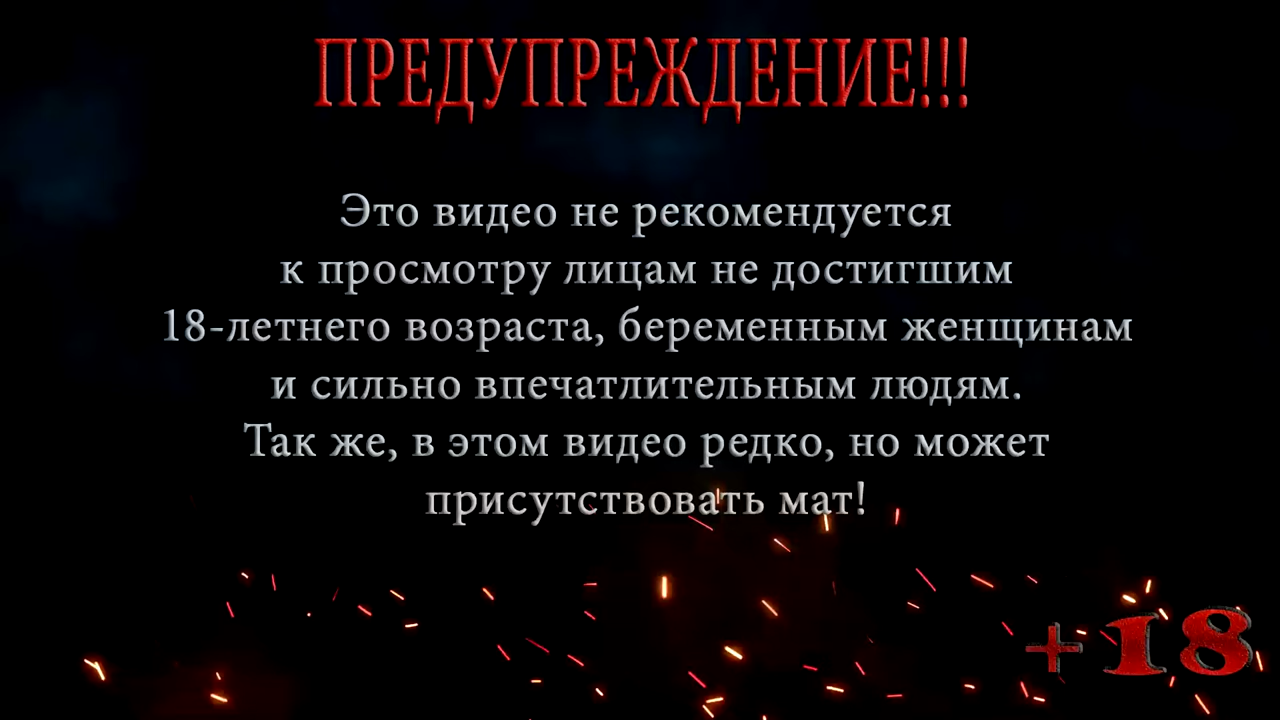 ПРЕДУПРЕЖДЕНИЕ!!!
Это видео не рекомендуется
к просмотру лицам не достигшим
18-летнего возраста, беременным женщинам
и сильно впечатлительным людям.
Так же, в этом видео редко, но может
присутствовать мат!
+18